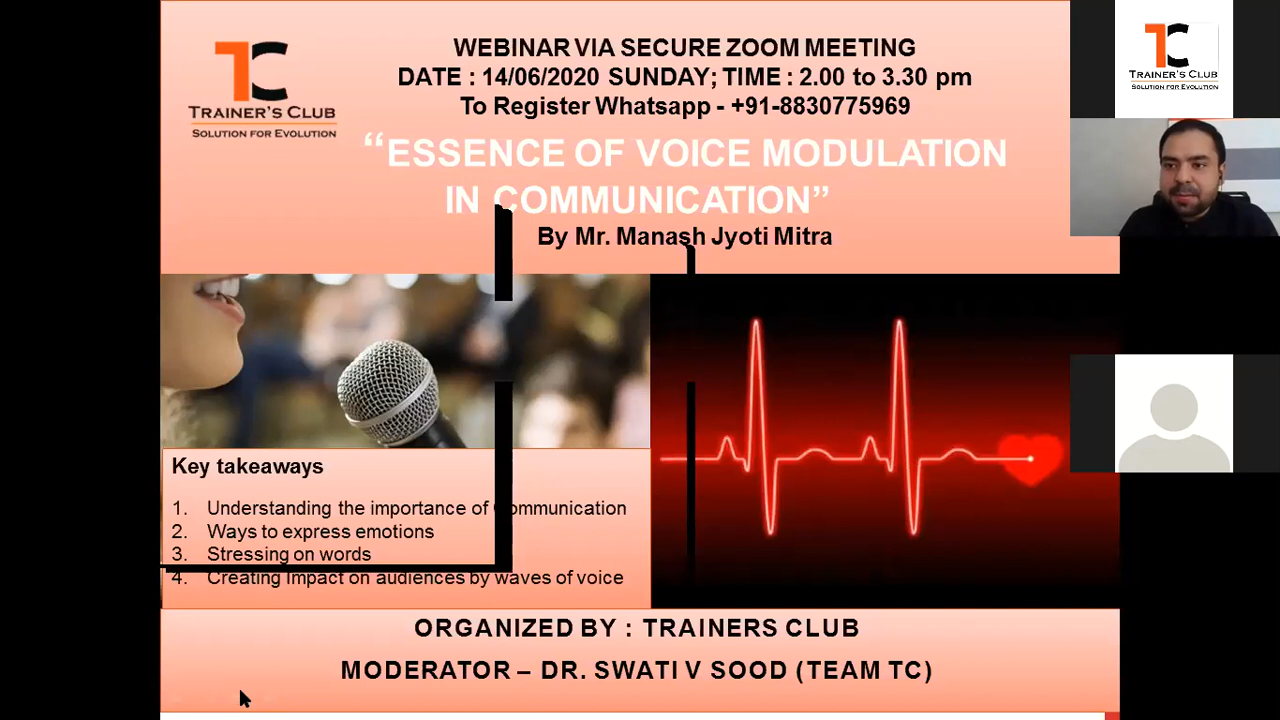 TRAINER'S CLUB
SOLUTION FOR EVOLUTION
WEBINAR VIA SECURE ZOOM MEETING
DATE : 14/06/2020 SUNDAY; TIME : 2.00 to 3.30 pm
To Register Whatsapp - +91-8830775969
“ESSENCE OF VOICE MODULATION
IN COMMUNICATION”
By Mr. Manash Jyoti Mitra
Key takeaways
1. Understanding the importance of Communication
2. Ways to express emotions
3. Stressing on words
4. Creating Impact on audiences by waves of voice
ORGANIZED BY : TRAINERS CLUB
MODERATOR – DR. SWATI V SOOD (TEAM TC)
TRAINER'S CLUB
SOLUTION FOR EVOLUTION